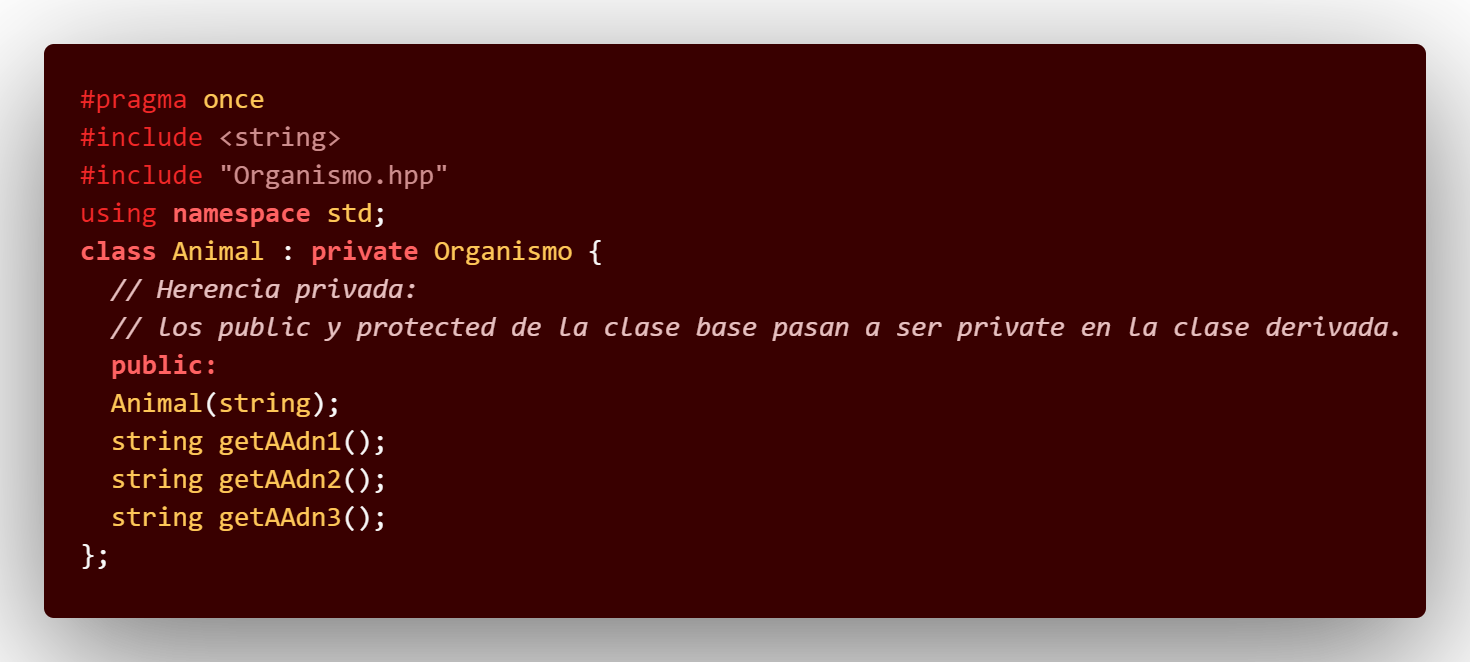 #pragma once
#include <string>
#include "Organismo.hpp"
using namespace std;
class Animal : private Organismo {
  // Herencia privada:
  // los public y protected de la clase base pasan a ser private en la clase derivada.
  public:
  Animal(string);
  string getAAdn1();
  string getAAdn2();
  string getAAdn3();
};